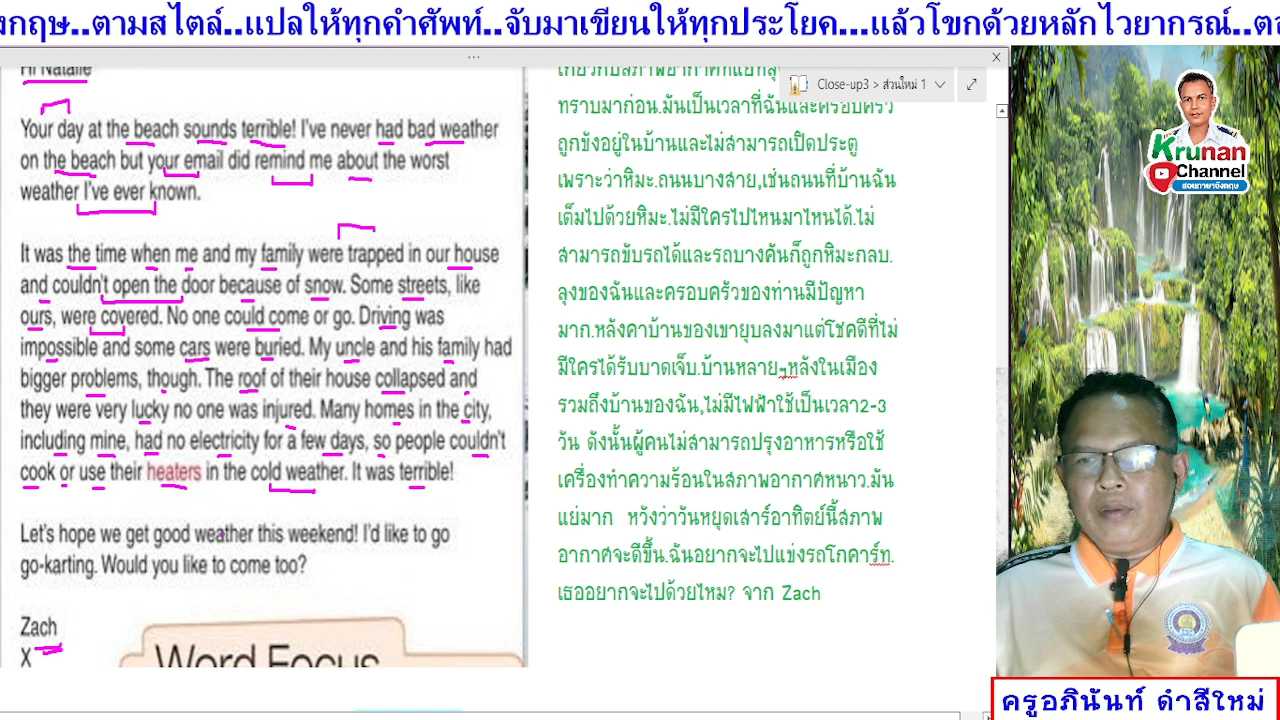 งกฤษ..ตามสไตล์..แปลให้ทุกคำศัพท์..จับมาเขียนให้ทุกประโยค...แล้วโขกด้วยหลักไวยากรณ์..ตอ
Hi Natalie
Your day at the beach sounds terrible! I've never had bad weather
on the beach but your email did remind me about the worst
weather I've ever known.
It was the time when me and my family were trapped in our house
and couldn't open the door because of snow. Some streets, like
ours, were covered. No one could come or go. Driving was
impossible and some cars were buried. My uncle and his family had
bigger problems, though. The roof of their house collapsed and
they were very lucky no one was injured. Many homes in the city,
including mine, had no electricity for a few days, so people couldn't
cook or use their heaters in the cold weather. It was terrible!
Let's hope we get good weather this weekend! I'd like to go
go-karting. Would you like to come too?
Zach
X
Word Focus
Close-up3 > ส่วนใหม่ 1
เกี่ยวกับสภาพอากาศที่แย่ที่สุ
ทราบมาก่อน.มันเป็นเวลาที่ฉันและครอบครัว
ถูกขังอยู่ในบ้านและไม่สามารถเปิดประตู
เพราะว่าหิมะ.ถนนบางสาย,เช่นถนนที่บ้านฉัน
เต็มไปด้วยหิมะ.ไม่มีใครไปไหนมาไหนได้.ไม่
สามารถขับรถได้และรถบางคันก็ถูกหิมะกลบ.
ลุงของฉันและครอบครัวของท่านมีปัญหา
มาก.หลังคาบ้านของเขายุบลงมาแต่โชคดีที่ไม่
มีใครได้รับบาดเจ็บ.บ้านหลายๆหลังในเมือง
รวมถึงบ้านของฉัน,ไม่มีไฟฟ้าใช้เป็นเวลา2-3
วัน ดังนั้นผู้คนไม่สามารถปรุงอาหารหรือใช้
เครื่องทำความร้อนในสภาพอากาศหนาว.มัน
แย่มาก หวังว่าวันหยุดเสาร์อาทิตย์นี้สภาพ
อากาศจะดีขึ้น.ฉันอยากจะไปแข่งรถโกคาร์ท.
เธออยากจะไปด้วยไหม? จาก Zach
Krunan
Channel
สอนภาษาอังกฤษ
ครูอภินันท์ ดำสีใหม่